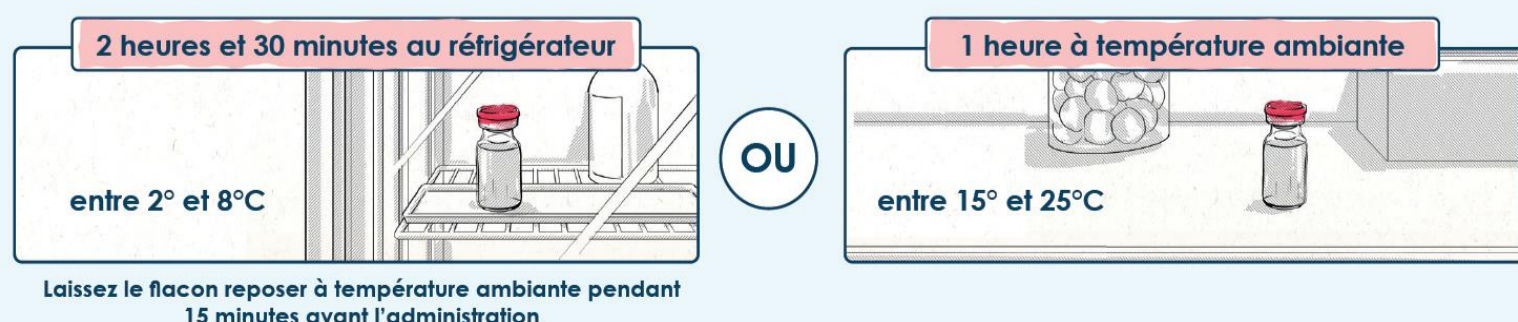 2 heures et 30 minutes au réfrigérateur
entre 2° et 8°C
Laissez le flacon reposer à température ambiante pendant
15 minutes avant l'administration
OU
1 heure à température ambiante
entre 15° et 25°C